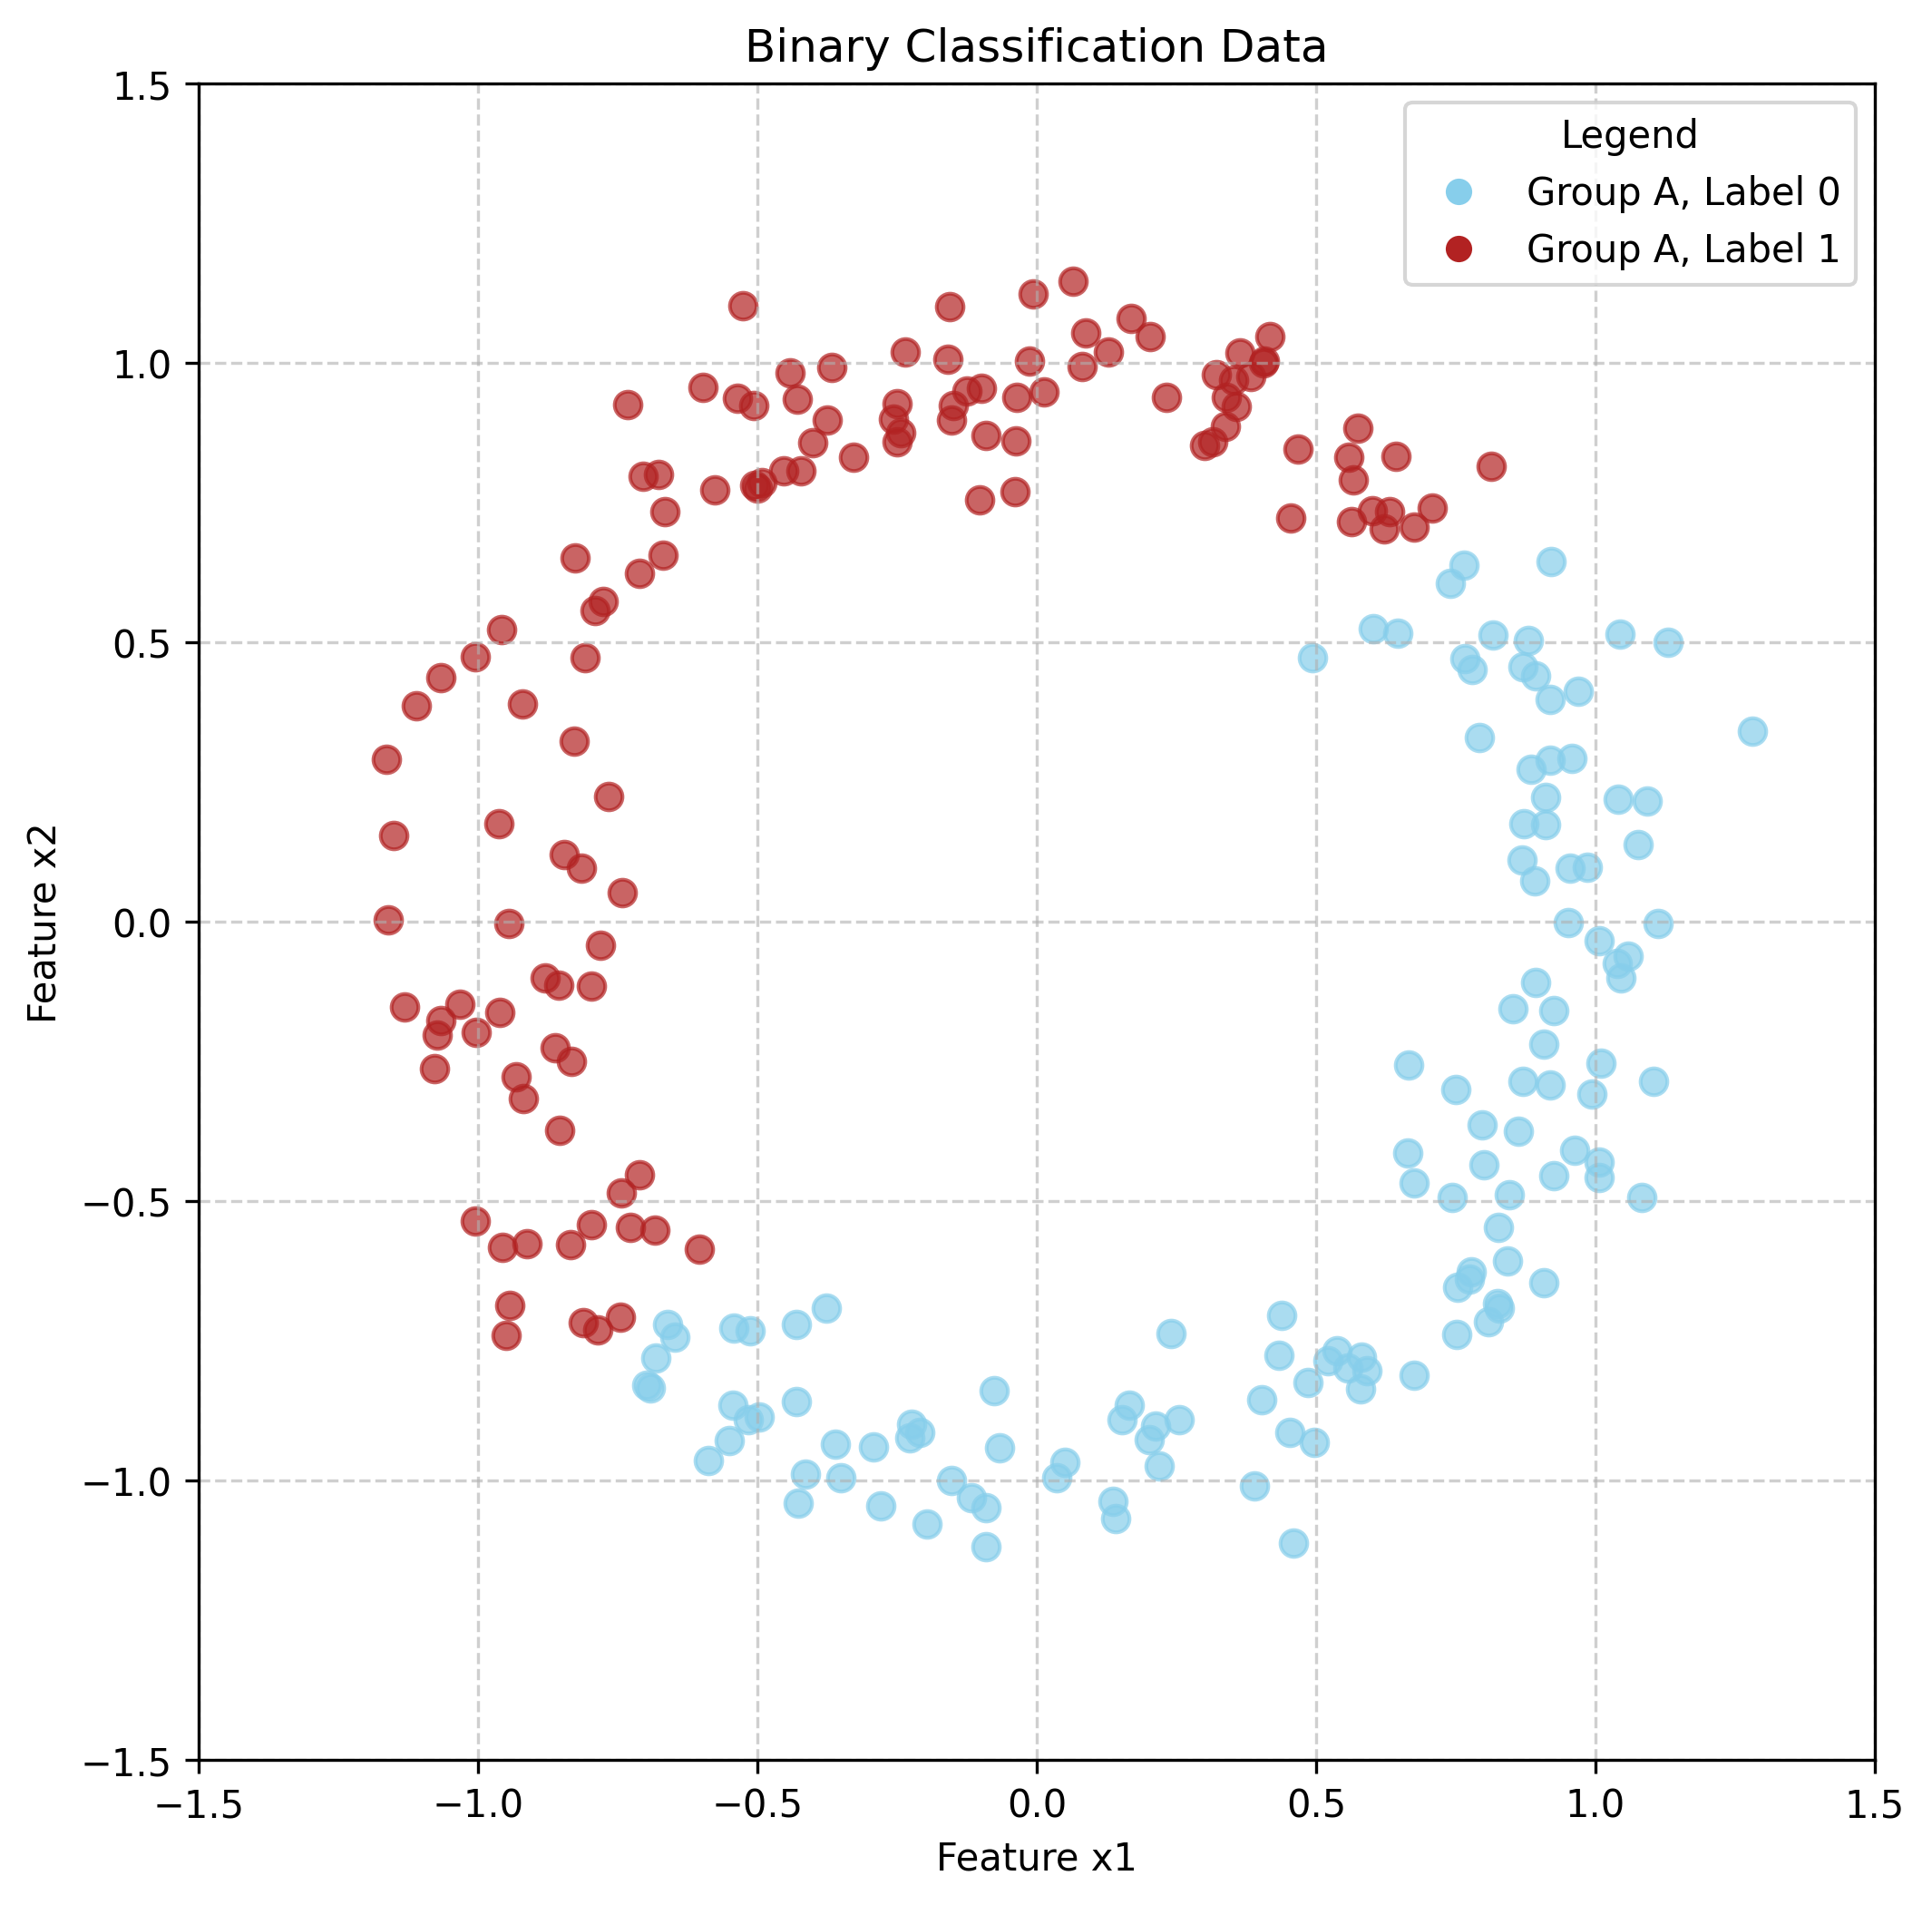 Binary Classification Data
Legend
Group A, Label 0
Group A, Label 1
1.5
1.0
0.5
0.0
−0.5
−1.0
−1.5
Feature x2
−1.5 −1.0 −0.5 0.0 0.5 1.0 1.5
Feature x1